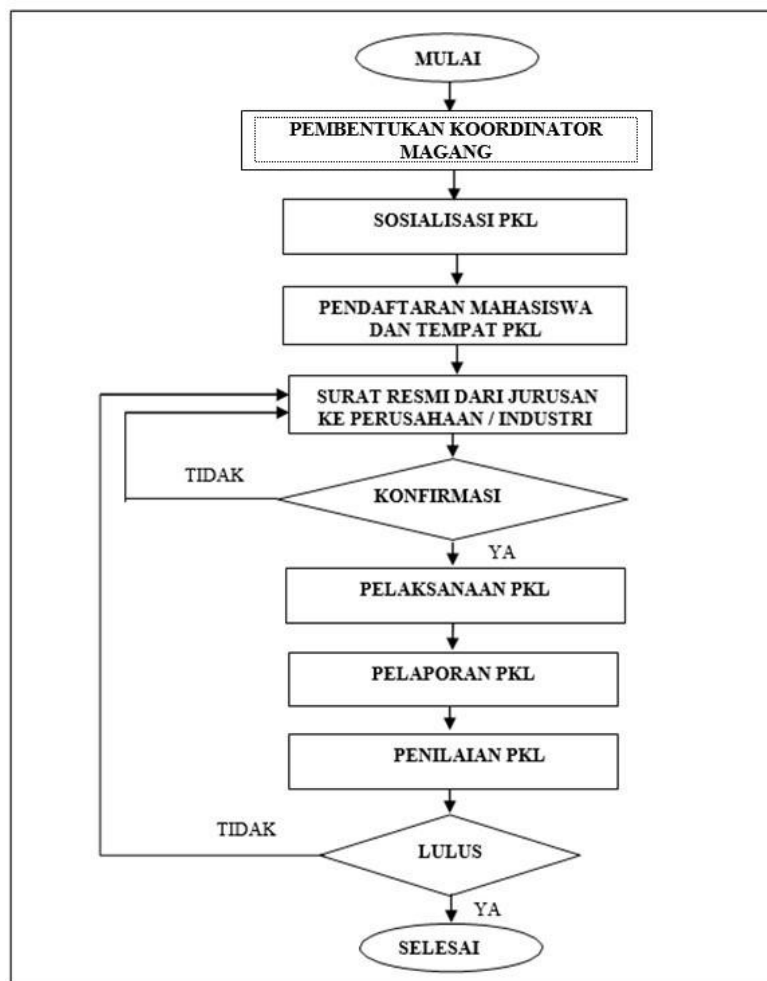 MULAI
PEMBENTUKAN KOORDINATOR
MAGANG
SOSIALISASI PKL
PENDAFTARAN MAHASISWA
DAN TEMPAT PKL
SURAT RESMI DARI JURUSAN
KE PERUSAHAAN / INDUSTRI
TIDAK
KONFIRMASI
YA
PELAKSANAAN PKL
PELAPORAN PKL
PENILAIAN PKL
TIDAK
LULUS
YA
SELESAI